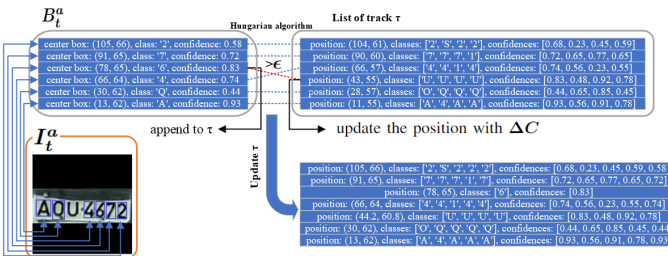 B_t^a
Hungarian algorithm
List of track τ
center box: (105, 66), class: '2', confidence: 0.58
center box: (91, 65), class: '7', confidence: 0.72
center box: (78, 65), class: '6', confidence: 0.83
center box: (66, 64), class: '4', confidence: 0.74
center box: (30, 62), class: 'Q', confidence: 0.44
center box: (13, 62), class: 'A', confidence: 0.93
>ϵ
position: (104, 61), classes: ['2', 'S', '2', '2'], confidences: [0.68, 0.23, 0.45, 0.59]
position: (90, 60), classes: ['7', '7', '7', '1'], confidences: [0.72, 0.65, 0.77, 0.65]
position: (66, 57), classes: ['4', '4', '1', '4'], confidences: [0.74, 0.56, 0.23, 0.55]
position: (43, 55), classes: ['U', 'U', 'U', 'U'], confidences: [0.83, 0.48, 0.92, 0.78]
position: (28, 57), classes: ['O', 'Q', 'Q', 'Q'], confidences: [0.44, 0.65, 0.85, 0.45]
position: (11, 55), classes: ['A', '4', 'A', 'A'], confidences: [0.93, 0.56, 0.91, 0.78]
append to τ
update the position with ΔC
Update τ
I_t^a
AQU·4672
position: (105, 66), classes: ['2', 'S', '2', '2', '2'], confidences: [0.68, 0.23, 0.45, 0.59, 0.58]
position: (91, 65), classes: ['7', '7', '7', '1', '7'], confidences: [0.72, 0.65, 0.77, 0.65, 0.72]
position: (78, 65), classes: ['6'], confidences: [0.83]
position: (66, 64), classes: ['4', '4', '1', '4', '4'], confidences: [0.74, 0.56, 0.23, 0.55, 0.74]
position: (44.2, 60.8), classes: ['U', 'U', 'U', 'U'], confidences: [0.83, 0.48, 0.92, 0.78]
position: (30, 62), classes: ['O', 'Q', 'Q', 'Q', 'Q'], confidences: [0.44, 0.65, 0.85, 0.45, 0.44]
position: (13, 62), classes: ['A', '4', 'A', 'A', 'A'], confidences: [0.93, 0.56, 0.91, 0.78, 0.93]